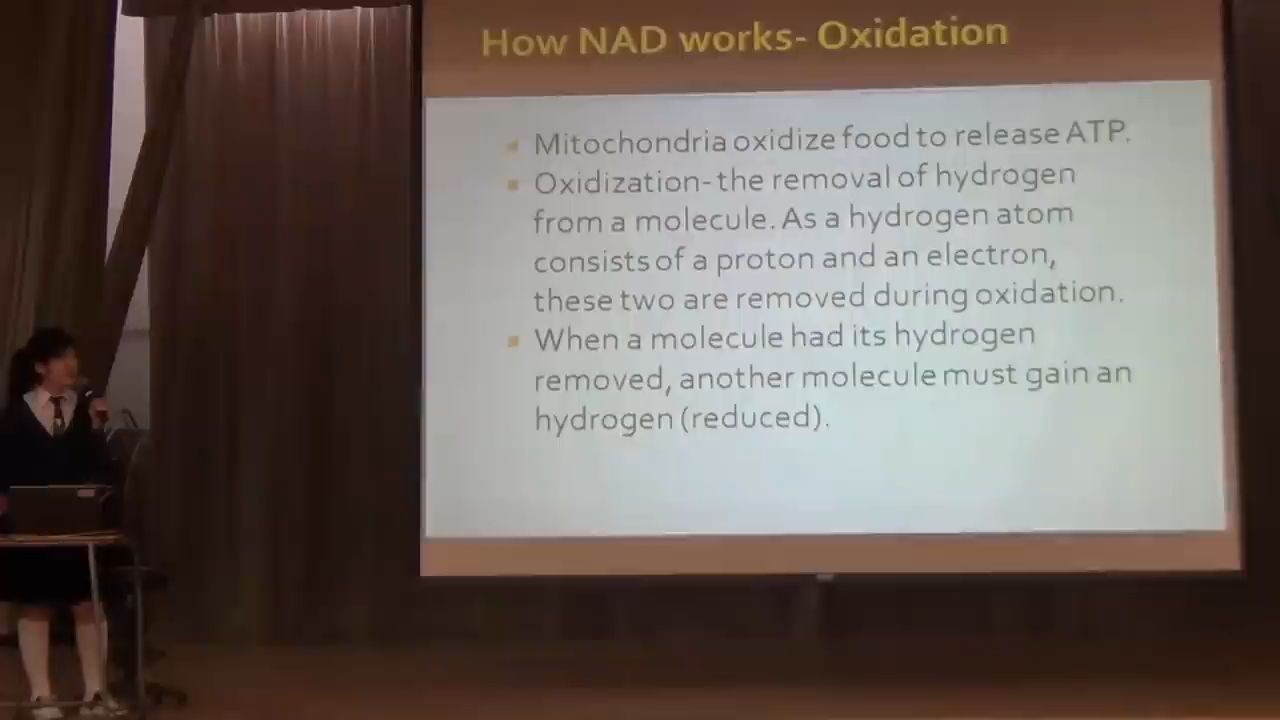 How NAD works- Oxidation
Mitochondria oxidize food to release ATP.
Oxidization- the removal of hydrogen
from a molecule. As a hydrogen atom
consists of a proton and an electron,
these two are removed during oxidation.
When a molecule had its hydrogen
removed, another molecule must gain an
hydrogen (reduced).